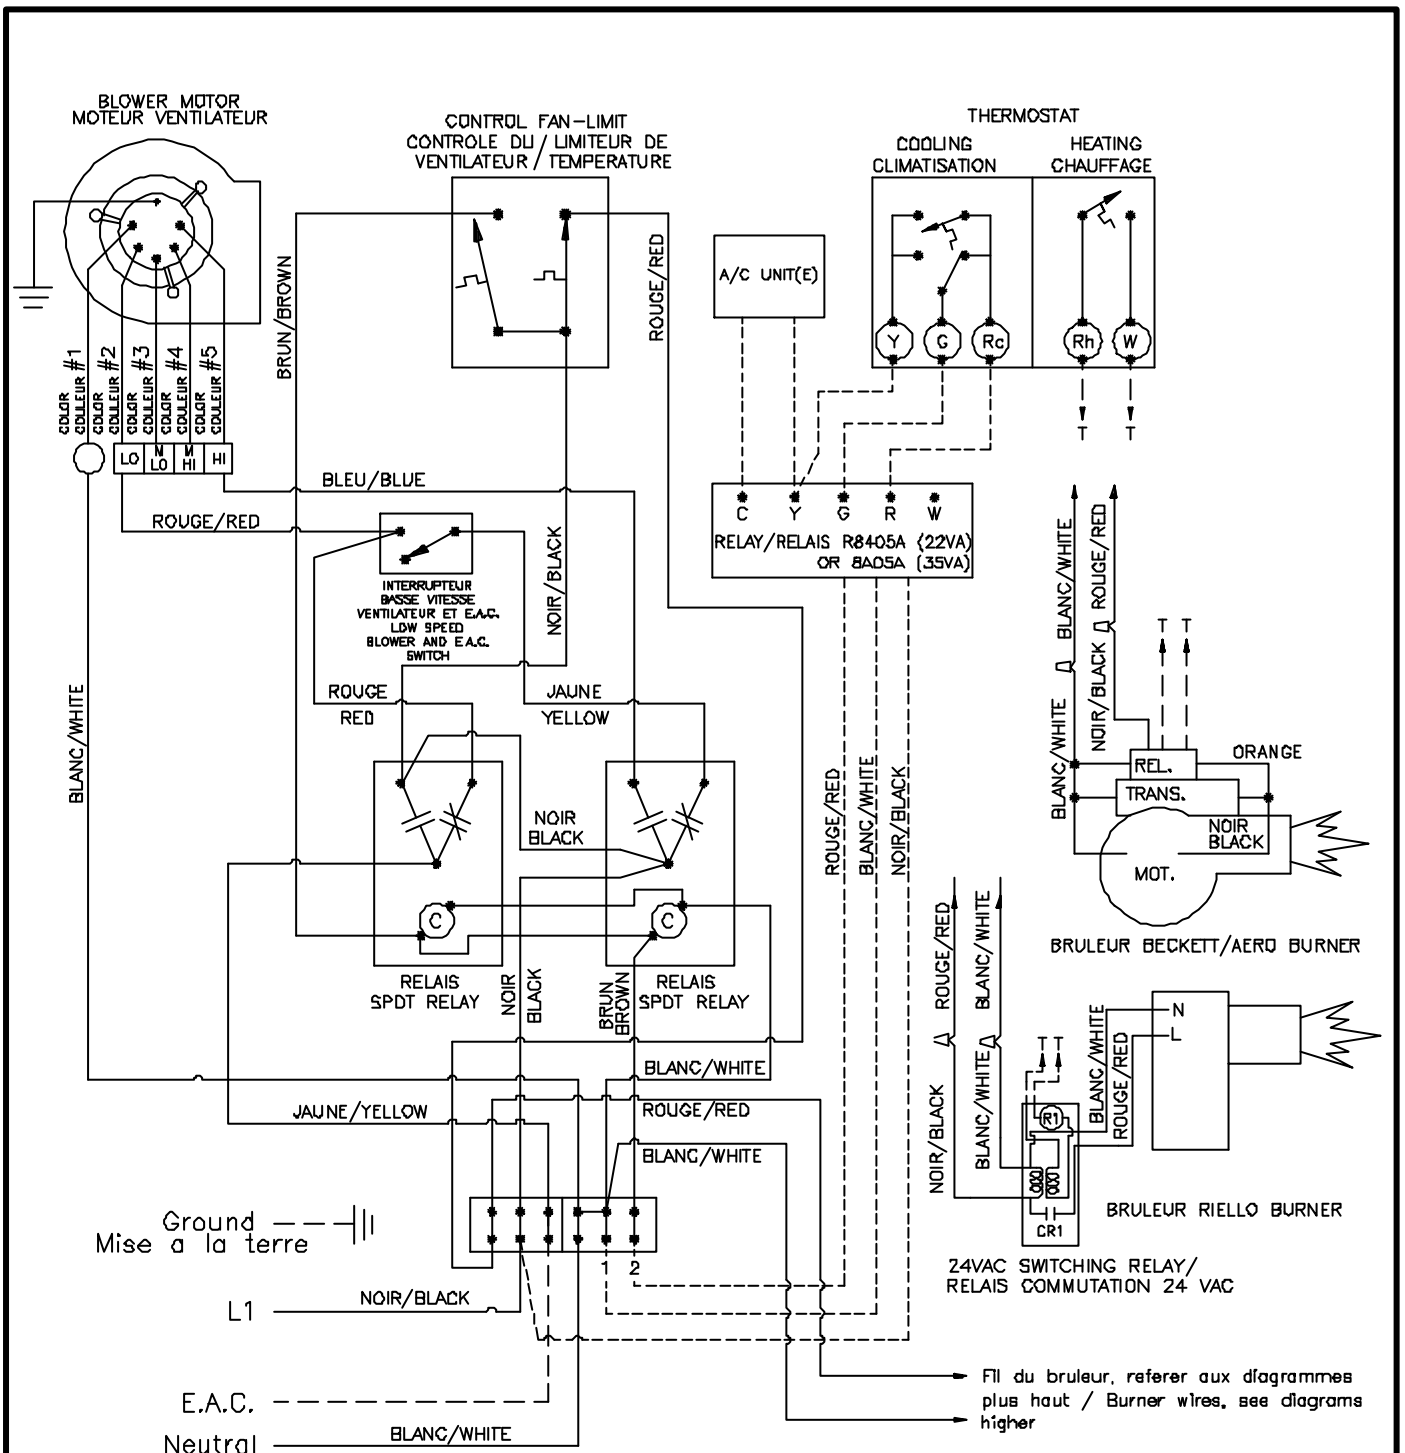 BLOWER MOTOR
MOTEUR VENTILATEUR
CONTROL FAN-LIMIT
CONTROLE DU / LIMITEUR DE
VENTILATEUR / TEMPERATURE
THERMOSTAT
COOLING
CLIMATISATION
HEATING
CHAUFFAGE
A/C UNIT(E)
Y
G
Rc
Rh
W
T
T
BRUN/BROWN
ROUGE/RED
COLOR
COULEUR #1
COLOR
COULEUR #2
COLOR
COULEUR #3
COLOR
COULEUR #4
COLOR
COULEUR #5
LO
M
LO
M
HI
HI
BLEU/BLUE
ROUGE/RED
INTERRUPTEUR
BASSE VITESSE
VENTILATEUR ET E.A.C.
LOW SPEED
BLOWER AND E.A.C.
SWITCH
NOIR/BLACK
C
Y
G
R
W
RELAY/RELAIS R8405A (22VA)
OR 8A05A (35VA)
BLANC/WHITE
ROUGE/RED
BLANC/WHITE
NOIR/BLACK
T
T
ROUGE
RED
JAUNE
YELLOW
BLANC/WHITE
REL.
ORANGE
TRANS.
NOIR
BLACK
MOT.
BRULEUR BECKETT/AERO BURNER
NOIR
BLACK
ROUGE/RED
BLANC/WHITE
NOIR/BLACK
C
C
RELAIS
SPDT RELAY
RELAIS
SPDT RELAY
NOIR
BLACK
BRUN
BROWN
ROUGE/RED
BLANC/WHITE
NOIR/BLACK
BLANC/WHITE
T
T
BLANC/WHITE
ROUGE/RED
N
L
R1
CR1
BRULEUR RIELLO BURNER
24VAC SWITCHING RELAY/
RELAIS COMMUTATION 24 VAC
BLANC/WHITE
JAUNE/YELLOW
ROUGE/RED
BLANC/WHITE
Ground
Mise a la terre
1
2
L1
NOIR/BLACK
E.A.C.
Neutral
BLANC/WHITE
Fil du bruleur, referer aux diagrammes
plus haut / Burner wires, see diagrams
higher